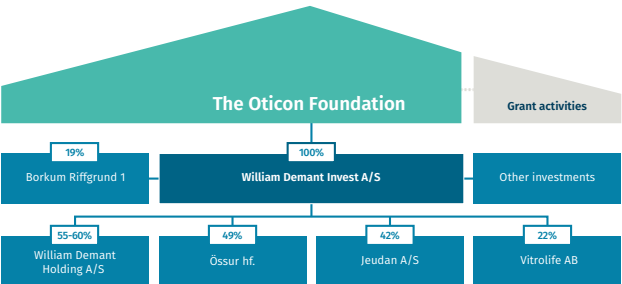 The Oticon Foundation
Grant activities
19%
100%
Borkum Riffgrund 1
William Demant Invest A/S
Other investments
55-60%
49%
42%
22%
William Demant
Holding A/S
Össur hf.
Jeudan A/S
Vitrolife AB